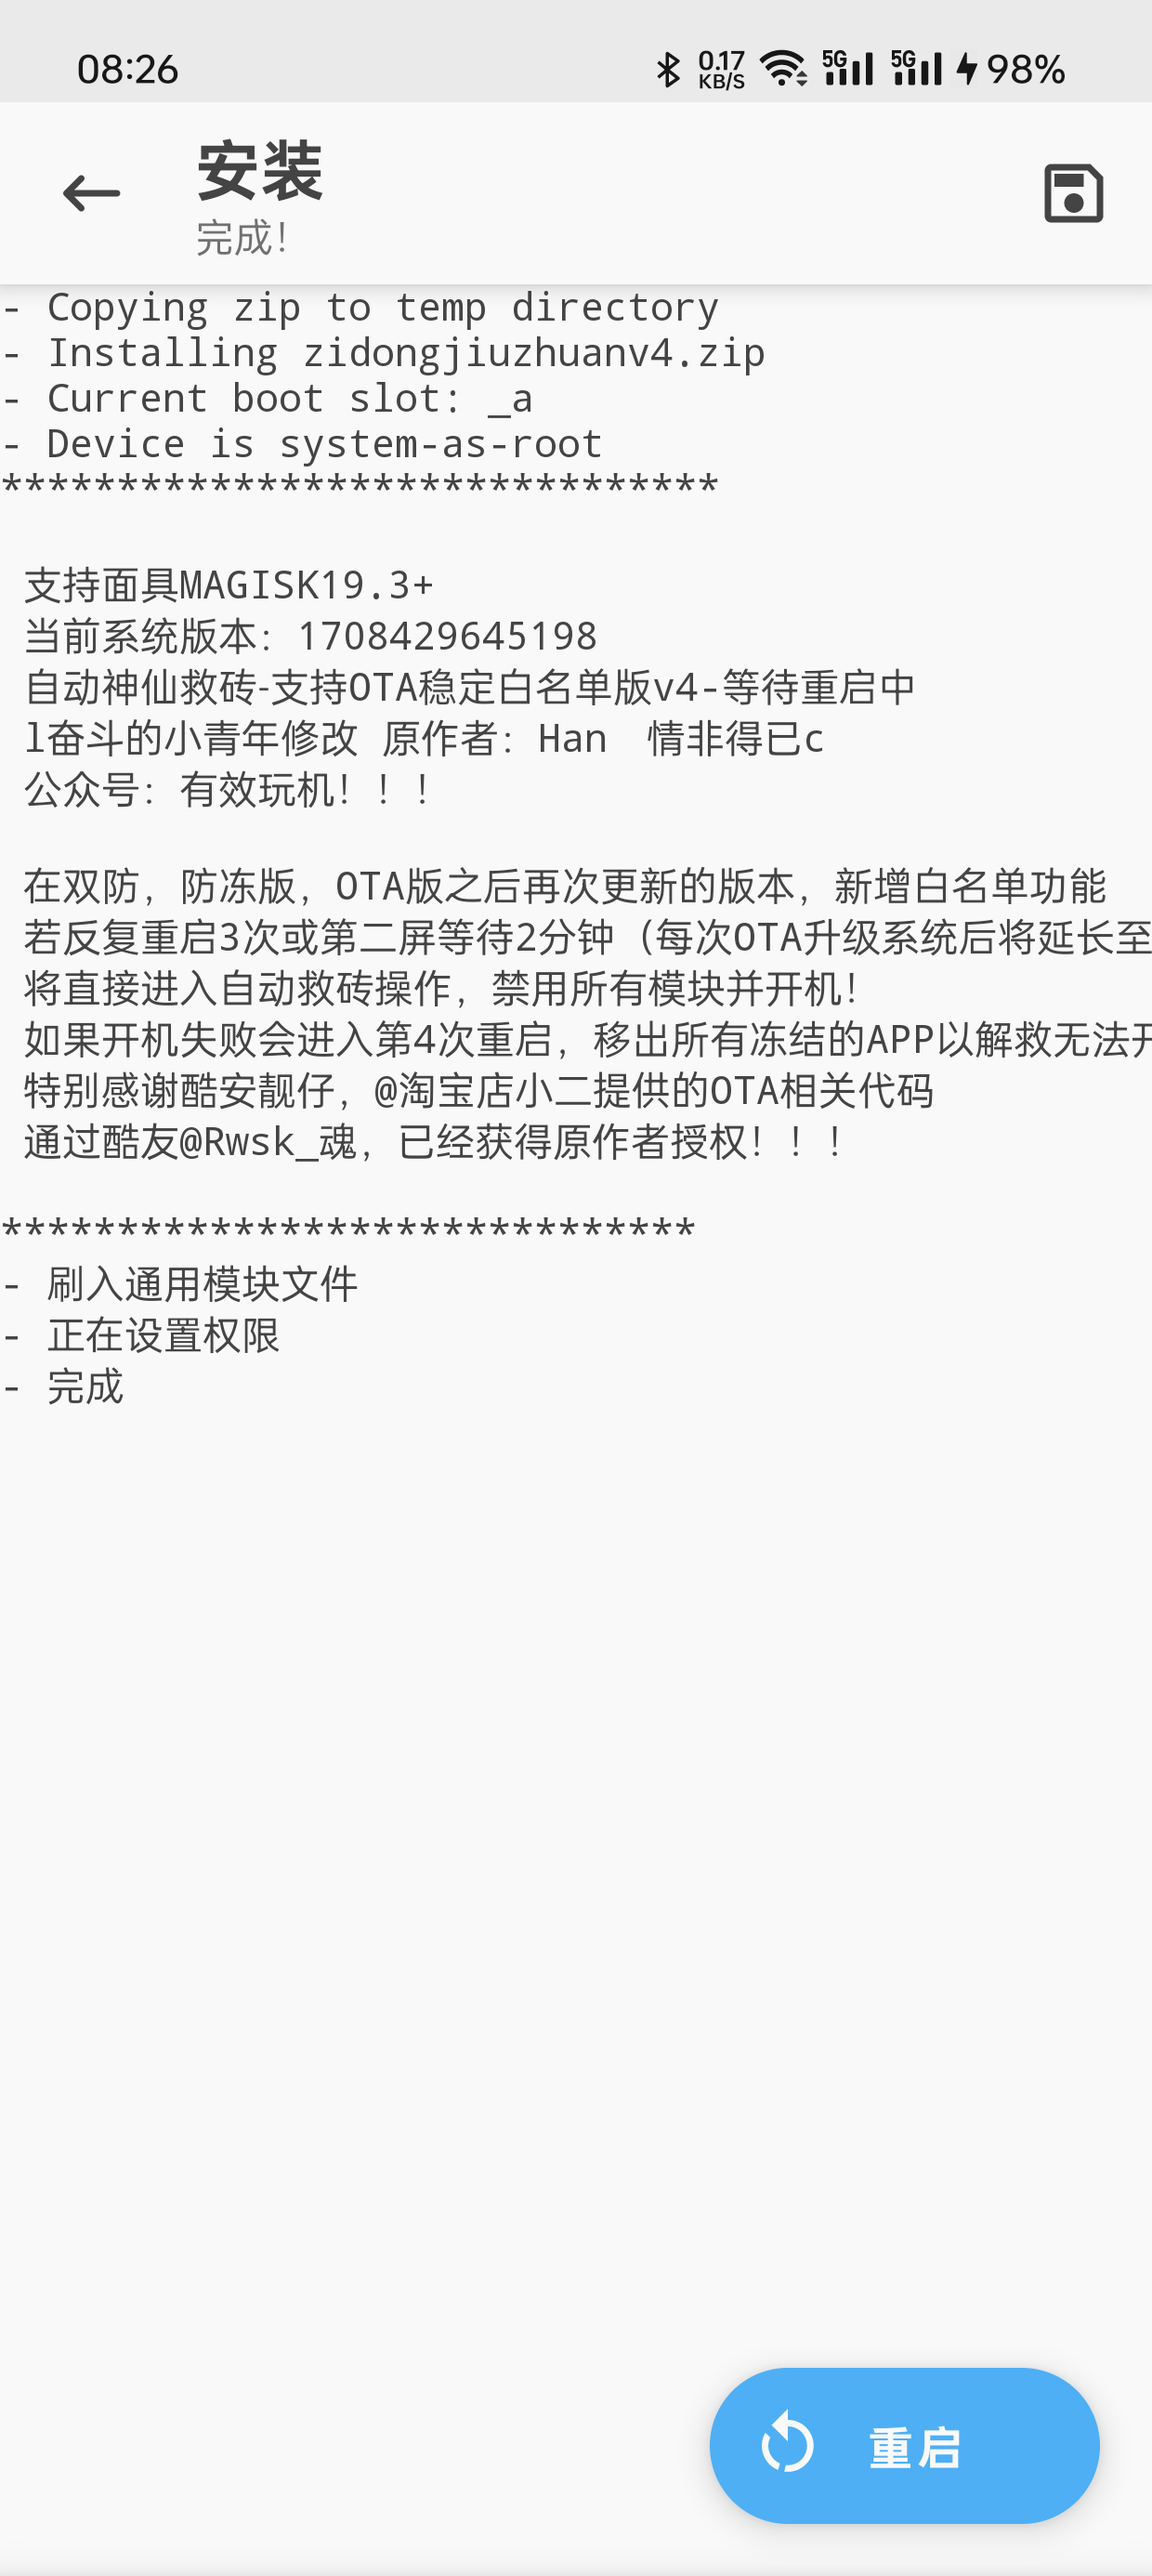 08:26
0.17 KB/S 5G 5G 98%
安装
完成！
- Copying zip to temp directory
- Installing zidongjiuzhuanv4.zip
- Current boot slot: _a
- Device is system-as-root
*******************************
支持面具MAGISK19.3+
当前系统版本：1708429645198
自动神仙救砖-支持OTA稳定白名单版v4-等待重启中
l奋斗的小青年修改 原作者：Han  情非得已c
公众号：有效玩机！！！
在双防，防冻版，OTA版之后再次更新的版本，新增白名单功能
若反复重启3次或第二屏等待2分钟（每次OTA升级系统后将延长至
将直接进入自动救砖操作，禁用所有模块并开机！
如果开机失败会进入第4次重启，移出所有冻结的APP以解救无法开
特别感谢酷安靓仔，@淘宝店小二提供的OTA相关代码
通过酷友@Rwsk_魂，已经获得原作者授权！！！
******************************
- 刷入通用模块文件
- 正在设置权限
- 完成
重启